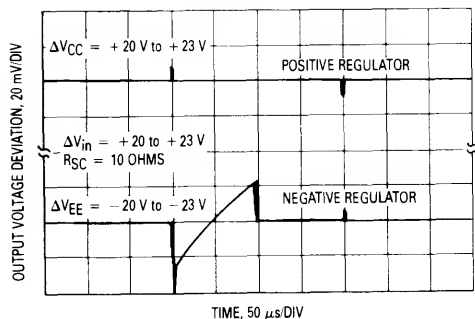 ΔVCC = + 20 V to + 23 V
POSITIVE REGULATOR
ΔVin = +20 to +23 V
RSC = 10 OHMS
ΔVEE = − 20 V to − 23 V
NEGATIVE REGULATOR
OUTPUT VOLTAGE DEVIATION, 20 mV/DIV
TIME, 50 μs/DIV